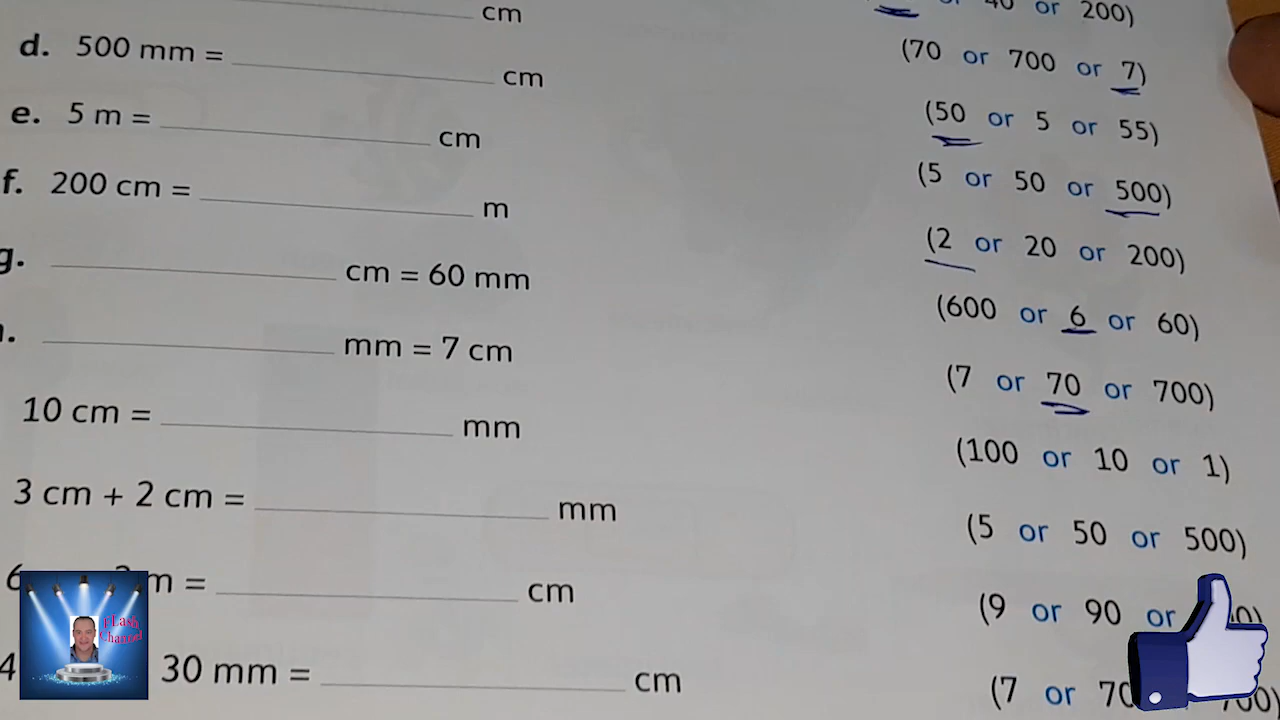 cm
40 or 200)
d. 500 mm = cm (70 or 700 or 7)
e. 5 m = cm (50 or 5 or 55)
f. 200 cm = m (5 or 50 or 500)
g. cm = 60 mm (2 or 20 or 200)
mm = 7 cm (600 or 6 or 60)
10 cm = mm (7 or 70 or 700)
3 cm + 2 cm = mm (100 or 10 or 1)
6 m = cm (5 or 50 or 500)
4 30 mm = cm (9 or 90 or
(7 or
FLash
Channel